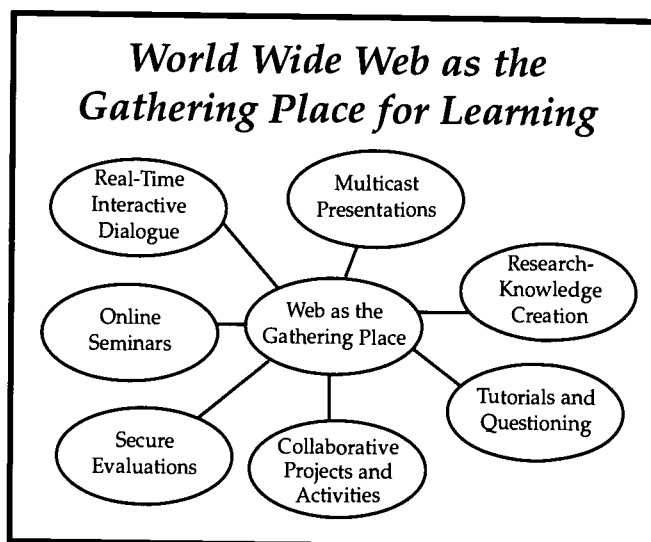 World Wide Web as the
Gathering Place for Learning
Real-Time
Interactive
Dialogue
Multicast
Presentations
Research-
Knowledge
Creation
Online
Seminars
Web as the
Gathering Place
Tutorials and
Questioning
Secure
Evaluations
Collaborative
Projects and
Activities